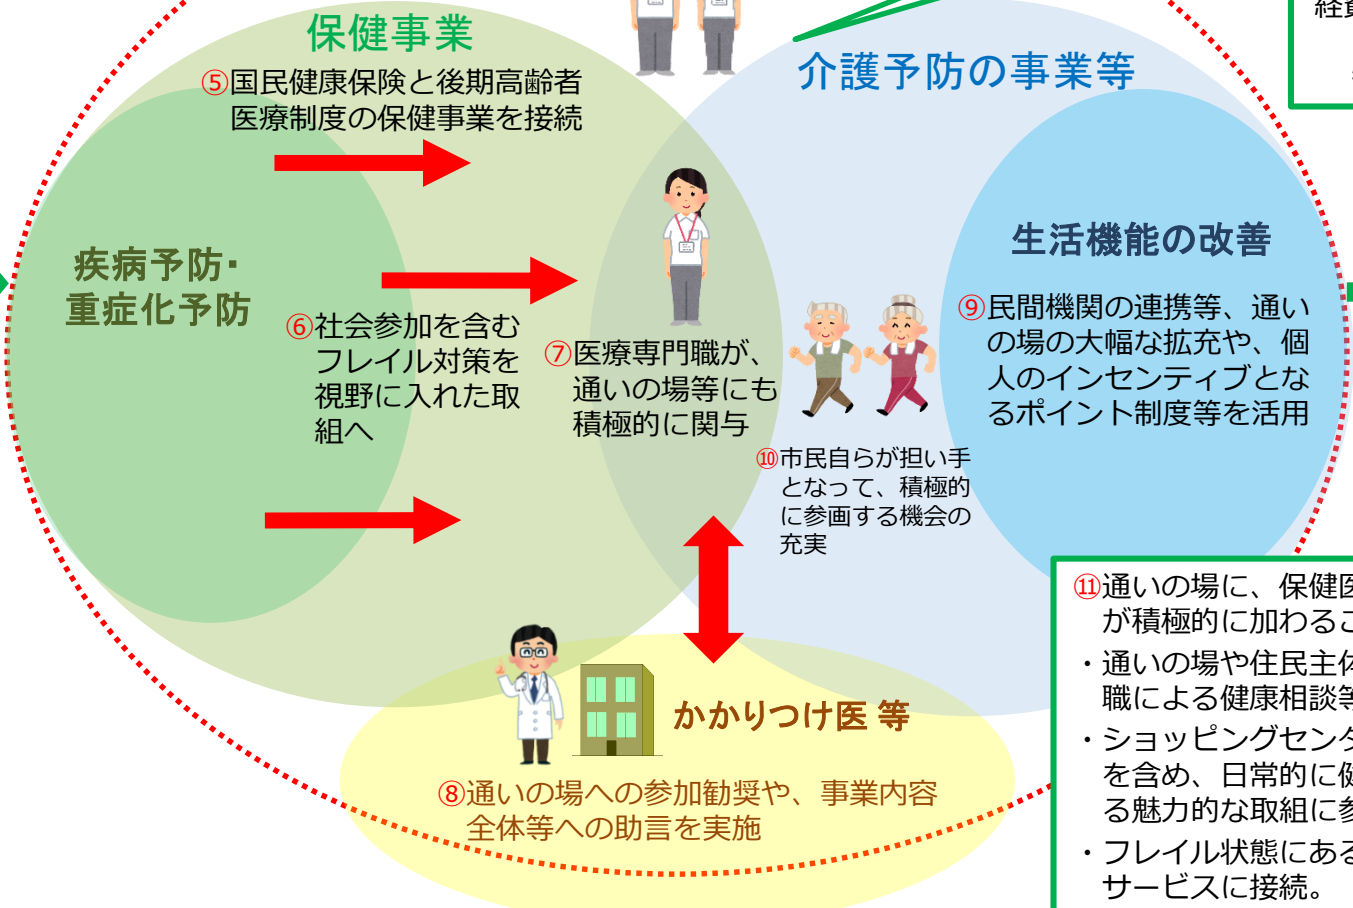 経
保健事業
⑤国民健康保険と後期高齢者
医療制度の保健事業を接続
介護予防の事業等
疾病予防・
重症化予防
⑥社会参加を含む
フレイル対策を
視野に入れた取
組へ
⑦医療専門職が、
通いの場等にも
積極的に関与
生活機能の改善
⑨民間機関の連携等、通い
の場の大幅な拡充や、個
人のインセンティブとな
るポイント制度等を活用
⑩市民自らが担い手
となって、積極的
に参画する機会の
充実
かかりつけ医 等
⑧通いの場への参加勧奨や、事業内容
全体等への助言を実施
⑪通いの場に、保健医
が積極的に加わるこ
・通いの場や住民主体
職による健康相談等
・ショッピングセンタ
を含め、日常的に健
る魅力的な取組に参
・フレイル状態にある
サービスに接続。